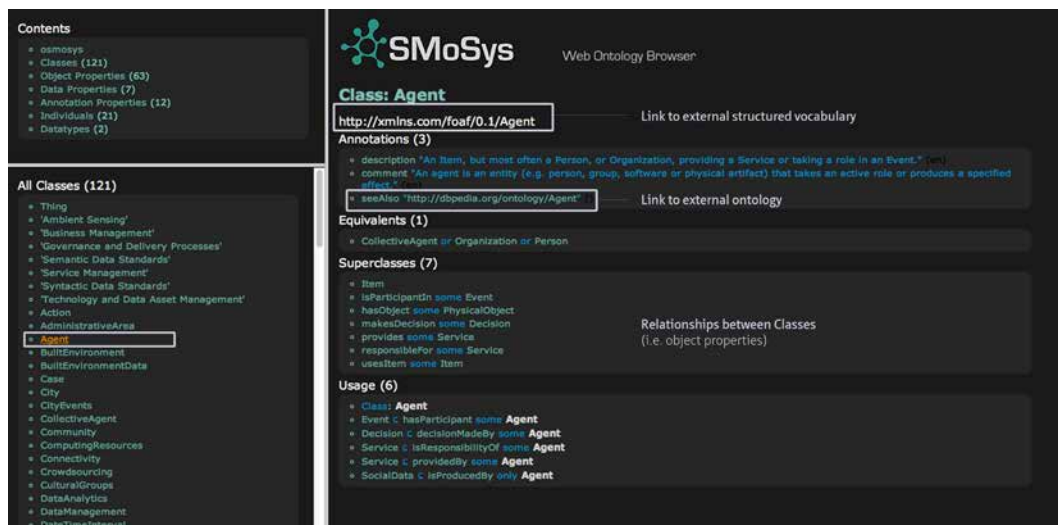 Contents
osmosys
Classes (121)
Object Properties (63)
Data Properties (7)
Annotation Properties (12)
Individuals (21)
Datatypes (2)
All Classes (121)
Thing
'Ambient Sensing'
'Business Management'
'Governance and Delivery Processes'
'Semantic Data Standards'
'Service Management'
'Syntactic Data Standards'
'Technology and Data Asset Management'
Action
AdministrativeArea
Agent
BuiltEnvironment
BuiltEnvironmentData
Case
City
CityEvents
CollectiveAgent
Community
ComputingResources
Connectivity
Crowdsourcing
CulturalGroups
DataAnalytics
DataManagement
DateTimeInterval
SMoSys Web Ontology Browser
Class: Agent
http://xmlns.com/foaf/0.1/Agent Link to external structured vocabulary
Annotations (3)
description "An Item, but most often a Person, or Organization, providing a Service or taking a role in an Event." (en)
comment "An agent is an entity (e.g. person, group, software or physical artifact) that takes an active role or produces a specified
effect." (en)
seeAlso "http://dbpedia.org/ontology/Agent" Link to external ontology
Equivalents (1)
CollectiveAgent or Organization or Person
Superclasses (7)
Item
isParticipantIn some Event
hasObject some PhysicalObject
makesDecision some Decision
provides some Service
responsibleFor some Service
usesItem some Item
Relationships between Classes
(i.e. object properties)
Usage (6)
Class: Agent
Event ⊂ hasParticipant some Agent
Decision ⊂ decisionMadeBy some Agent
Service ⊂ isResponsibilityOf some Agent
Service ⊂ providedBy some Agent
SocialData ⊂ isProducedBy only Agent